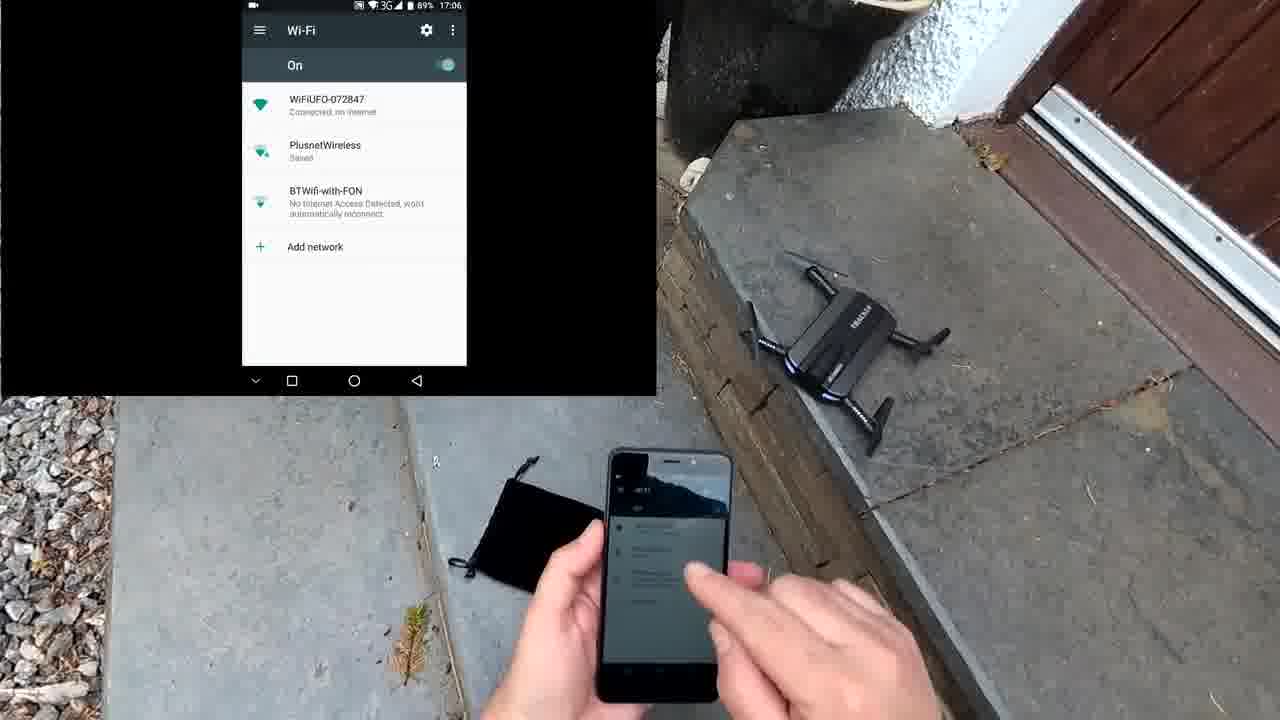 3G 89% 17:06
Wi-Fi
On
WiFiUFO-072847
Connected, no Internet
PlusnetWireless
Saved
BTWifi-with-FON
No Internet Access Detected, won't
automatically reconnect.
Add network
TRACKER